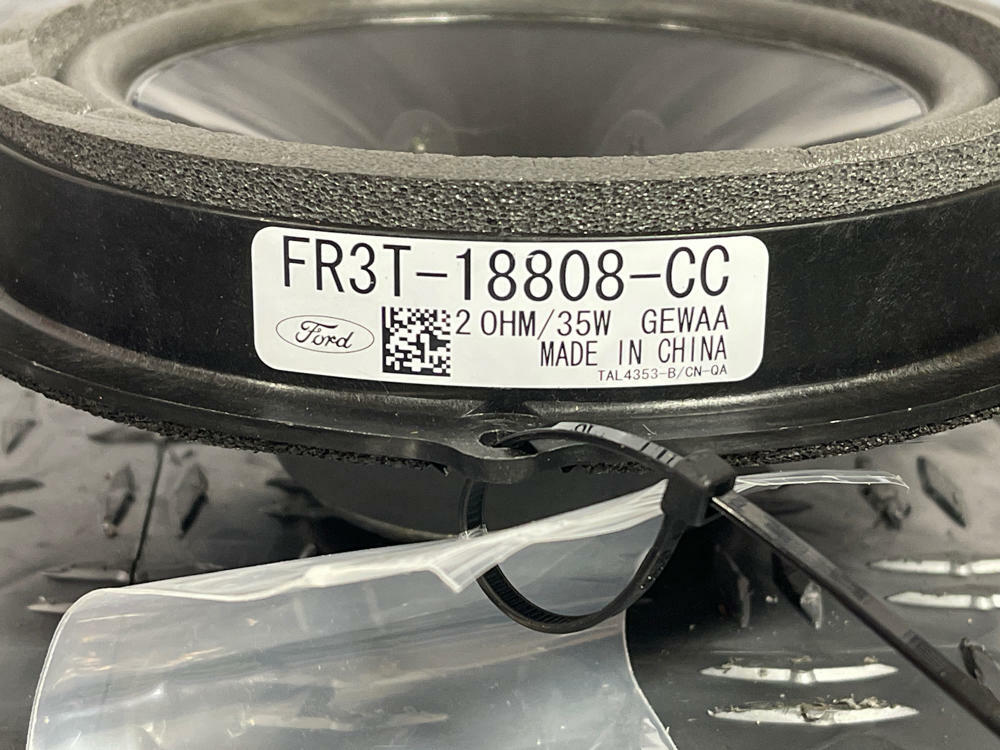 FR3T-18808-CC
Ford
2 OHM/35W GEWAA
MADE IN CHINA
TAL4353-B/CN-QA